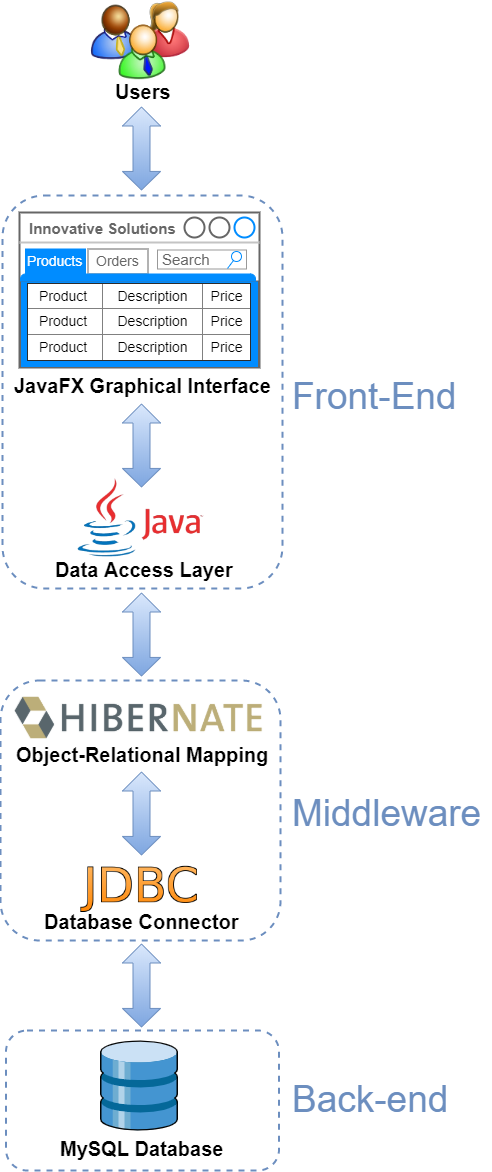 Users
Innovative Solutions
Products Orders Search
Product Description Price
Product Description Price
Product Description Price
JavaFX Graphical Interface
Front-End
Java
Data Access Layer
HIBERNATE
Object-Relational Mapping
Middleware
JDBC
Database Connector
Back-end
MySQL Database